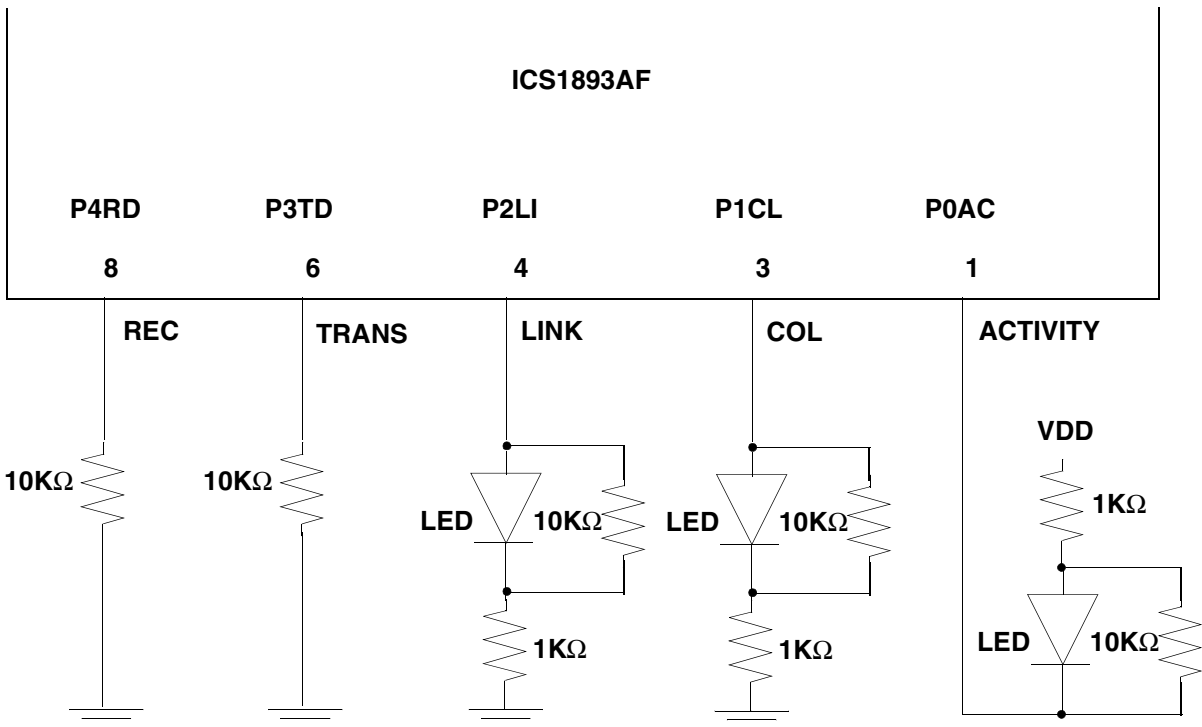 ICS1893AF
P4RD P3TD P2LI P1CL P0AC
8 6 4 3 1
REC TRANS LINK COL ACTIVITY
VDD
10KΩ 10KΩ
1KΩ
LED 10KΩ LED 10KΩ
1KΩ 1KΩ
LED 10KΩ